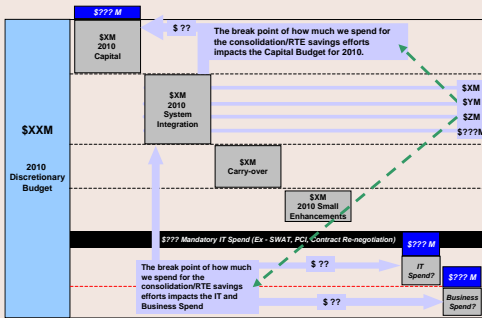 $??? M
$ ??
The break point of how much we spend for
the consolidation/RTE savings efforts
impacts the Capital Budget for 2010.
$XM
2010
Capital
$XM
2010
System
Integration
$XM
$YM
$ZM
$???M
$XXM
2010
Discretionary
Budget
$XM
Carry-over
$XM
2010 Small
Enhancements
$??? Mandatory IT Spend (Ex - SWAT, PCI, Contract Re-negotiation)
$??? M
The break point of how much
we spend for the
consolidation/RTE savings
efforts impacts the IT and
Business Spend
$ ??
IT
Spend?
$??? M
$ ??
Business
Spend?